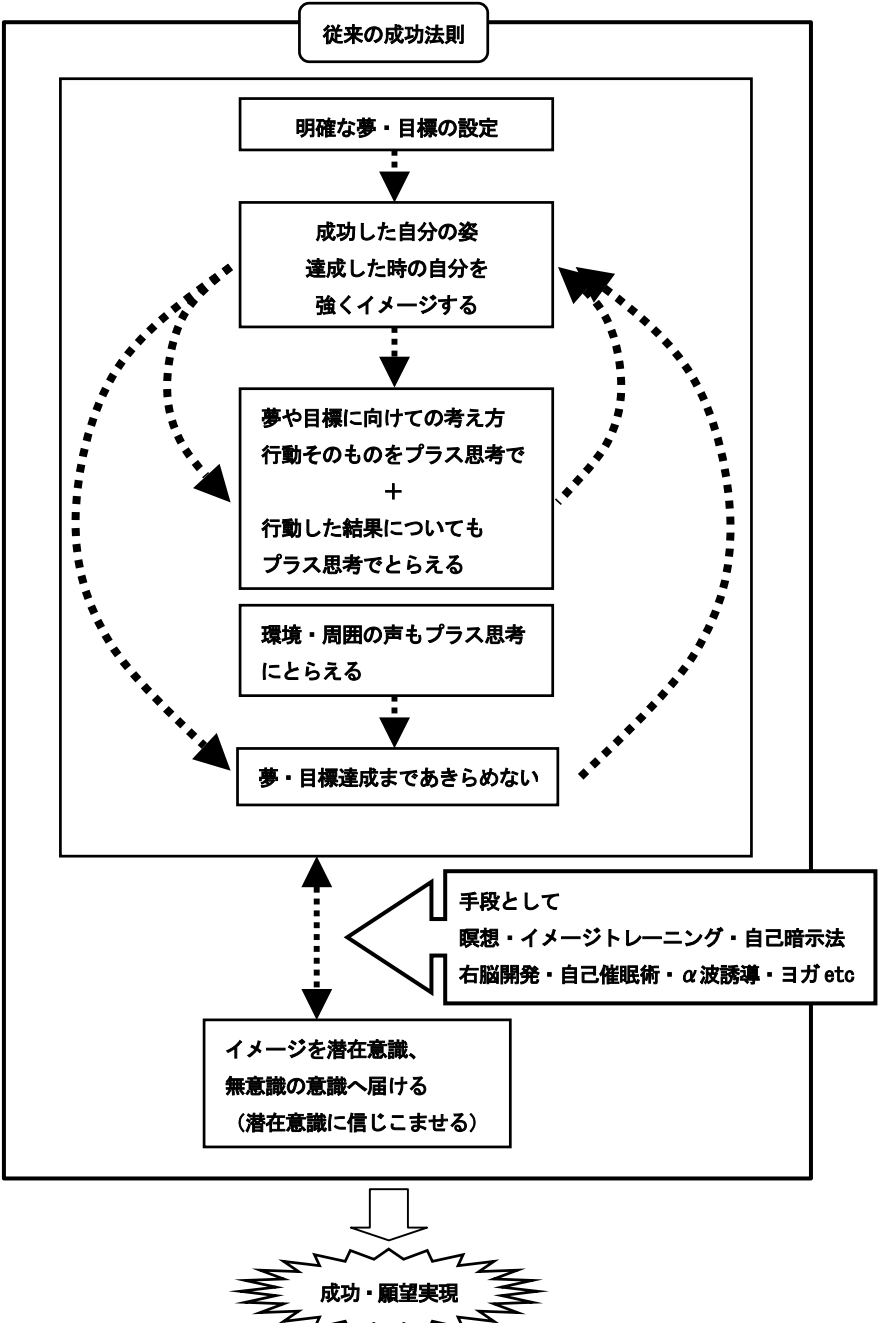 従来の成功法則
明確な夢・目標の設定
成功した自分の姿
達成した時の自分を
強くイメージする
夢や目標に向けての考え方
行動そのものをプラス思考で
＋
行動した結果についても
プラス思考でとらえる
環境・周囲の声もプラス思考
にとらえる
夢・目標達成まであきらめない
手段として
瞑想・イメージトレーニング・自己暗示法
右脳開発・自己催眠術・α波誘導・ヨガ etc
イメージを潜在意識、
無意識の意識へ届ける
（潜在意識に信じこませる）
成功・願望実現